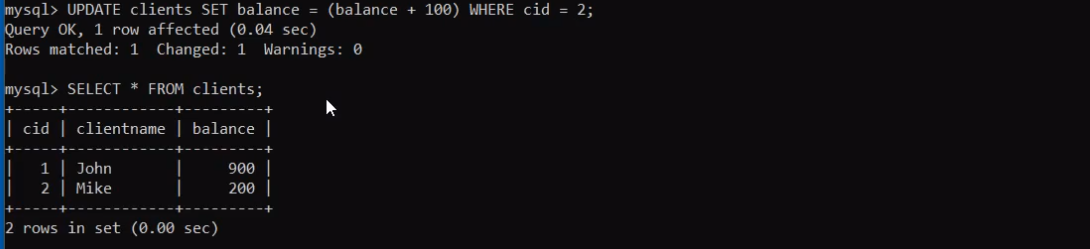 mysql> UPDATE clients SET balance = (balance + 100) WHERE cid = 2;
Query OK, 1 row affected (0.04 sec)
Rows matched: 1  Changed: 1  Warnings: 0

mysql> SELECT * FROM clients;
+-----+------------+---------+
| cid | clientname | balance |
+-----+------------+---------+
|   1 | John       |     900 |
|   2 | Mike       |     200 |
+-----+------------+---------+
2 rows in set (0.00 sec)